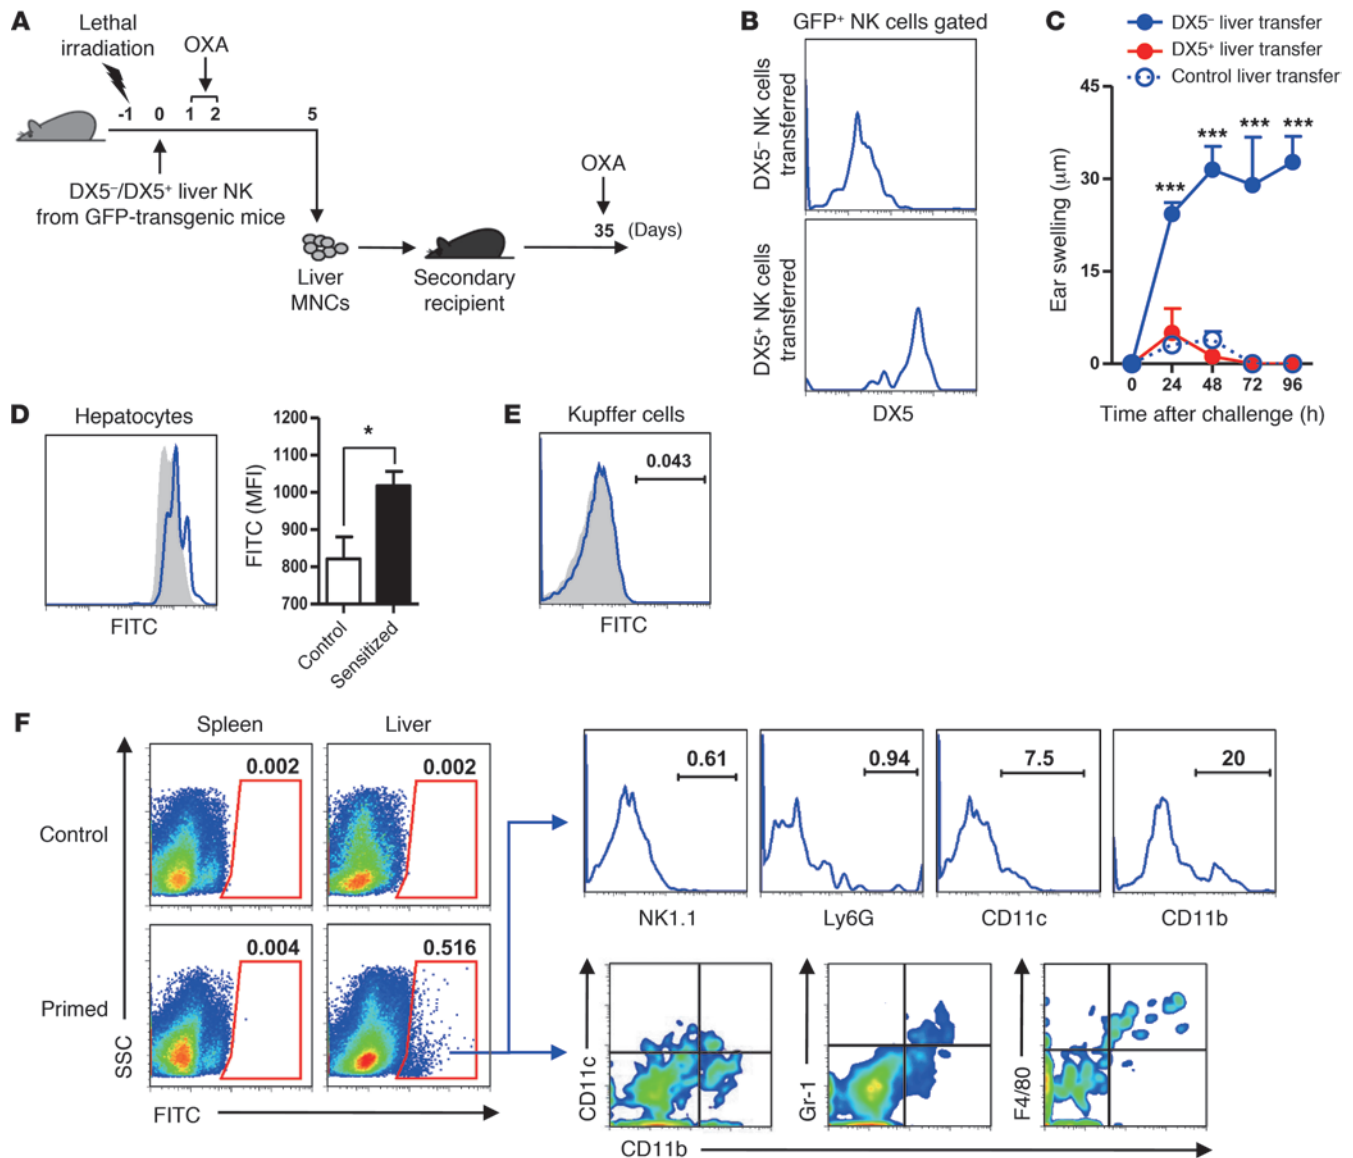 A
Lethal
irradiation
OXA
-1 0 1 2 5
DX5⁻/DX5⁺ liver NK
from GFP-transgenic mice
OXA
35 (Days)
Liver
MNCs
Secondary
recipient
B
GFP⁺ NK cells gated
DX5⁻ NK cells
transferred
DX5⁺ NK cells
transferred
DX5
C
DX5⁻ liver transfer
DX5⁺ liver transfer
Control liver transfer
Ear swelling (μm)
45
30
15
0
*** *** *** ***
0 24 48 72 96
Time after challenge (h)
D
Hepatocytes
FITC
FITC (MFI)
1200
1100
1000
900
800
700
*
Control
Sensitized
E
Kupffer cells
0.043
FITC
F
Spleen Liver
Control
0.002 0.002
Primed
0.004 0.516
SSC
FITC
0.61 0.94 7.5 20
NK1.1 Ly6G CD11c CD11b
CD11c
Gr-1
F4/80
CD11b